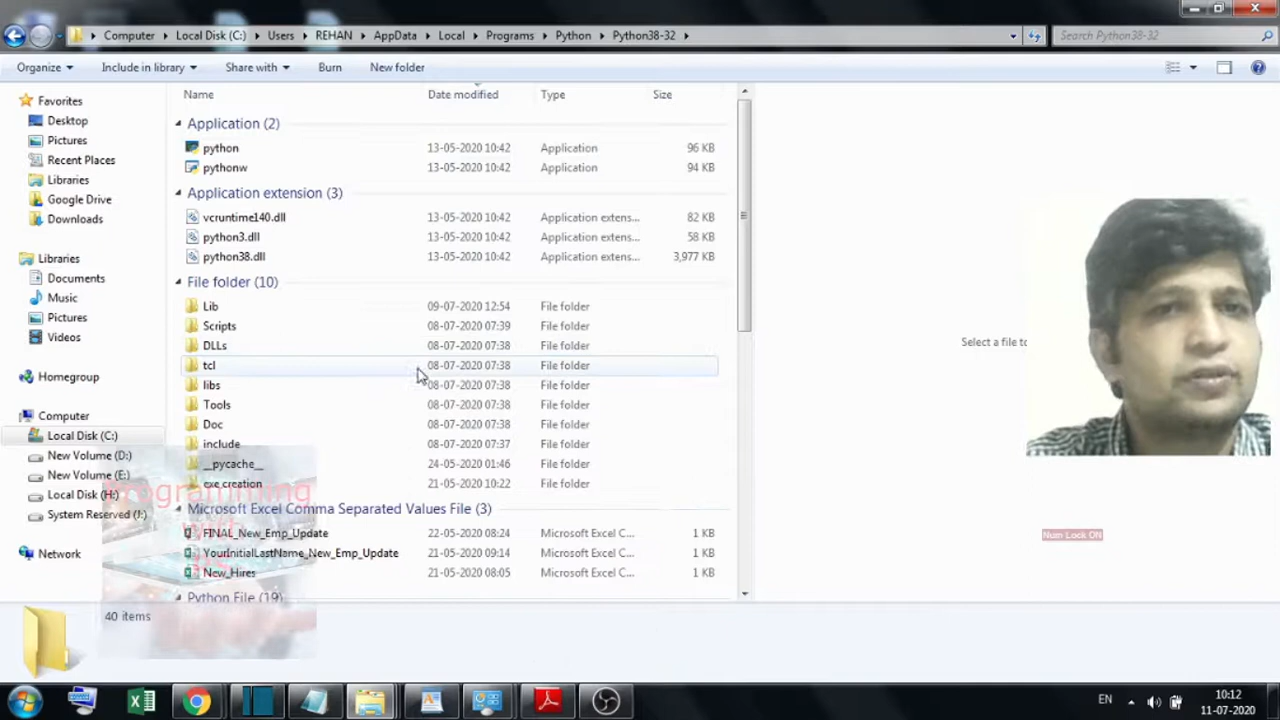 Computer Local Disk (C:) Users REHAN AppData Local Programs Python Python38-32 Search Python38-32
Organize Include in library Share with Burn New folder
Name Date modified Type Size
Favorites
Desktop
Pictures
Recent Places
Libraries
Google Drive
Downloads
Libraries
Documents
Music
Pictures
Videos
Homegroup
Computer
Local Disk (C:)
New Volume (D:)
New Volume (E:)
Local Disk (H:)
System Reserved (J:)
Network
Application (2)
python 13-05-2020 10:42 Application 96 KB
pythonw 13-05-2020 10:42 Application 94 KB
Application extension (3)
vcruntime140.dll 13-05-2020 10:42 Application extens... 82 KB
python3.dll 13-05-2020 10:42 Application extens... 58 KB
python38.dll 13-05-2020 10:42 Application extens... 3,977 KB
File folder (10)
Lib 09-07-2020 12:54 File folder
Scripts 08-07-2020 07:39 File folder
DLLs 08-07-2020 07:38 File folder
tcl 08-07-2020 07:38 File folder
libs 08-07-2020 07:38 File folder
Tools 08-07-2020 07:38 File folder
Doc 08-07-2020 07:38 File folder
include 08-07-2020 07:37 File folder
__pycache__ 24-05-2020 01:46 File folder
exe creation 21-05-2020 10:22 File folder
Microsoft Excel Comma Separated Values File (3)
FINAL_New_Emp_Update 22-05-2020 08:24 Microsoft Excel C... 1 KB
YourInitialLastName_New_Emp_Update 21-05-2020 09:14 Microsoft Excel C... 1 KB
New_Hires 21-05-2020 08:05 Microsoft Excel C... 1 KB
Python File (19)
Select a file to
Num Lock ON
Programming
40 items
EN
10:12
11-07-2020